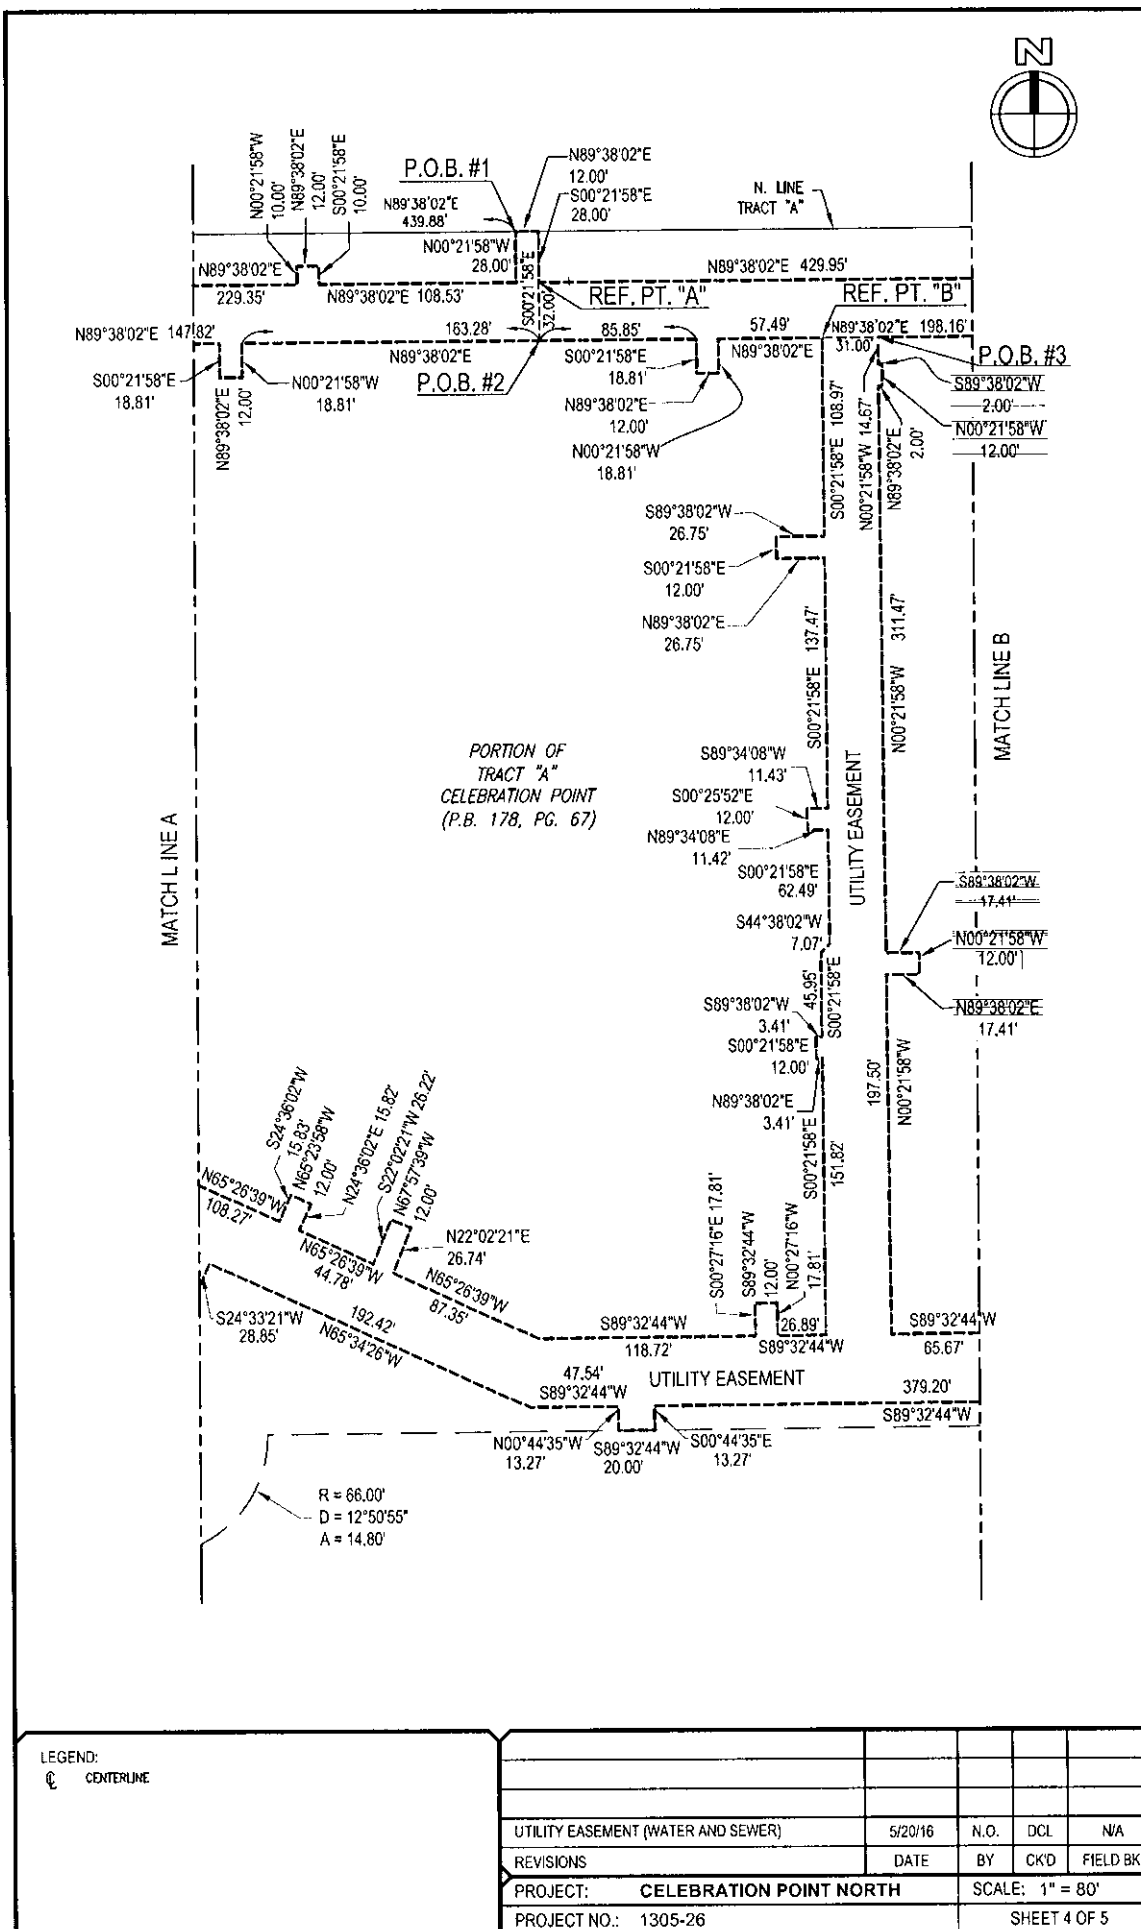 N
N00°21'58"W
10.00'
N89°38'02"E
12.00'
S00°21'58"E
10.00'
P.O.B. #1
N89°38'02"E
12.00'
S00°21'58"E
28.00'
N. LINE
TRACT "A"
N89°38'02"E
439.88'
N00°21'58"W
28.00'
S00°21'58"E
32.00'
N89°38'02"E
229.35'
N89°38'02"E 108.53'
N89°38'02"E 429.95'
REF. PT. "A"
REF. PT. "B"
N89°38'02"E 147.82'
163.28'
N89°38'02"E
85.85'
57.49'
N89°38'02"E
N89°38'02"E 198.16'
31.00'
P.O.B. #2
P.O.B. #3
S00°21'58"E
18.81'
N89°38'02"E
12.00'
N00°21'58"W
18.81'
S00°21'58"E
18.81'
N89°38'02"E
12.00'
N00°21'58"W
18.81'
S89°38'02"W
2.00'
N00°21'58"W
12.00'
N89°38'02"E
2.00'
S00°21'58"E 108.97'
N00°21'58"W 14.67'
S89°38'02"W
26.75'
S00°21'58"E
12.00'
N89°38'02"E
26.75'
S00°21'58"E 137.47'
N00°21'58"W 311.47'
MATCH LINE B
PORTION OF
TRACT "A"
CELEBRATION POINT
(P.B. 178, PG. 67)
MATCH LINE A
S89°34'08"W
11.43'
S00°25'52"E
12.00'
N89°34'08"E
11.42'
S00°21'58"E
62.49'
UTILITY EASEMENT
S44°38'02"W
7.07'
45.95'
S00°21'58"E
S89°38'02"W
17.41'
N00°21'58"W
12.00'
N89°38'02"E
17.41'
S89°38'02"W
3.41'
S00°21'58"E
12.00'
N89°38'02"E
3.41'
S00°21'58"E
151.82'
197.50'
N00°21'58"W
S24°36'02"W
15.83'
N65°23'58"W
12.00'
N24°36'02"E 15.82'
S22°02'21"W 26.22'
N67°57'39"W
12.00'
N22°02'21"E
26.74'
N65°26'39"W
108.27'
N65°26'39"W
44.78'
N65°26'39"W
87.35'
S24°33'21"W
28.85'
192.42'
N65°34'26"W
S00°27'16"E 17.81'
S89°32'44"W
12.00'
N00°27'16"W
17.81'
S89°32'44"W
118.72'
26.89'
S89°32'44"W
S89°32'44"W
65.67'
UTILITY EASEMENT
47.54'
S89°32'44"W
379.20'
S89°32'44"W
N00°44'35"W
13.27'
S89°32'44"W
20.00'
S00°44'35"E
13.27'
R = 66.00'
D = 12°50'55"
A = 14.80'
LEGEND:
℄ CENTERLINE
UTILITY EASEMENT (WATER AND SEWER) 5/20/16 N.O. DCL N/A
REVISIONS DATE BY CK'D FIELD BK
PROJECT: CELEBRATION POINT NORTH SCALE: 1" = 80'
PROJECT NO.: 1305-26 SHEET 4 OF 5